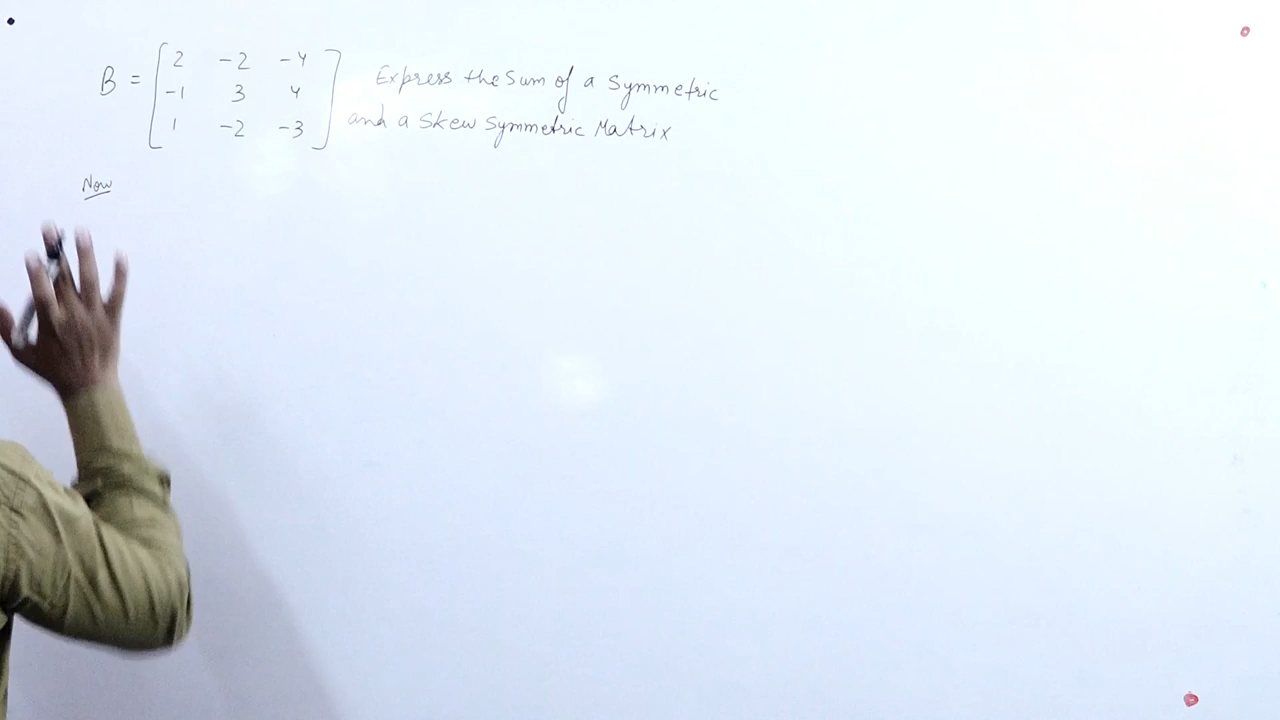 B = [ 2 -2 -4 ; -1 3 4 ; 1 -2 -3 ] Express the Sum of a Symmetric
and a Skew Symmetric Matrix
Now